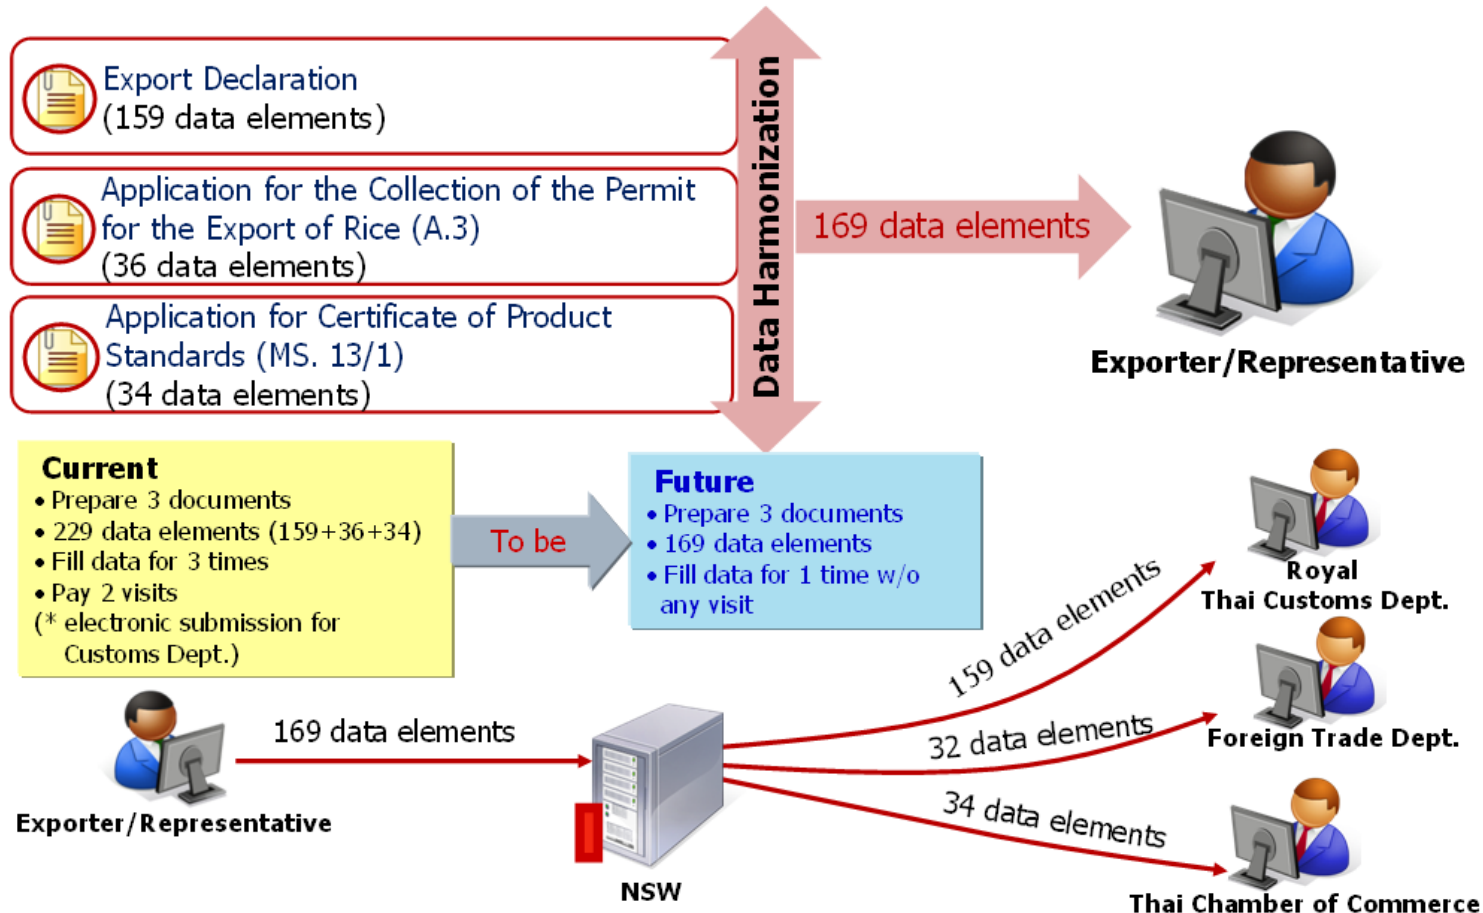 Export Declaration
(159 data elements)
Application for the Collection of the Permit
for the Export of Rice (A.3)
(36 data elements)
Application for Certificate of Product
Standards (MS. 13/1)
(34 data elements)
Data Harmonization
169 data elements
Exporter/Representative
Current
• Prepare 3 documents
• 229 data elements (159+36+34)
• Fill data for 3 times
• Pay 2 visits
(* electronic submission for
Customs Dept.)
To be
Future
• Prepare 3 documents
• 169 data elements
• Fill data for 1 time w/o
any visit
Exporter/Representative
169 data elements
NSW
159 data elements
Royal
Thai Customs Dept.
32 data elements
Foreign Trade Dept.
34 data elements
Thai Chamber of Commerce